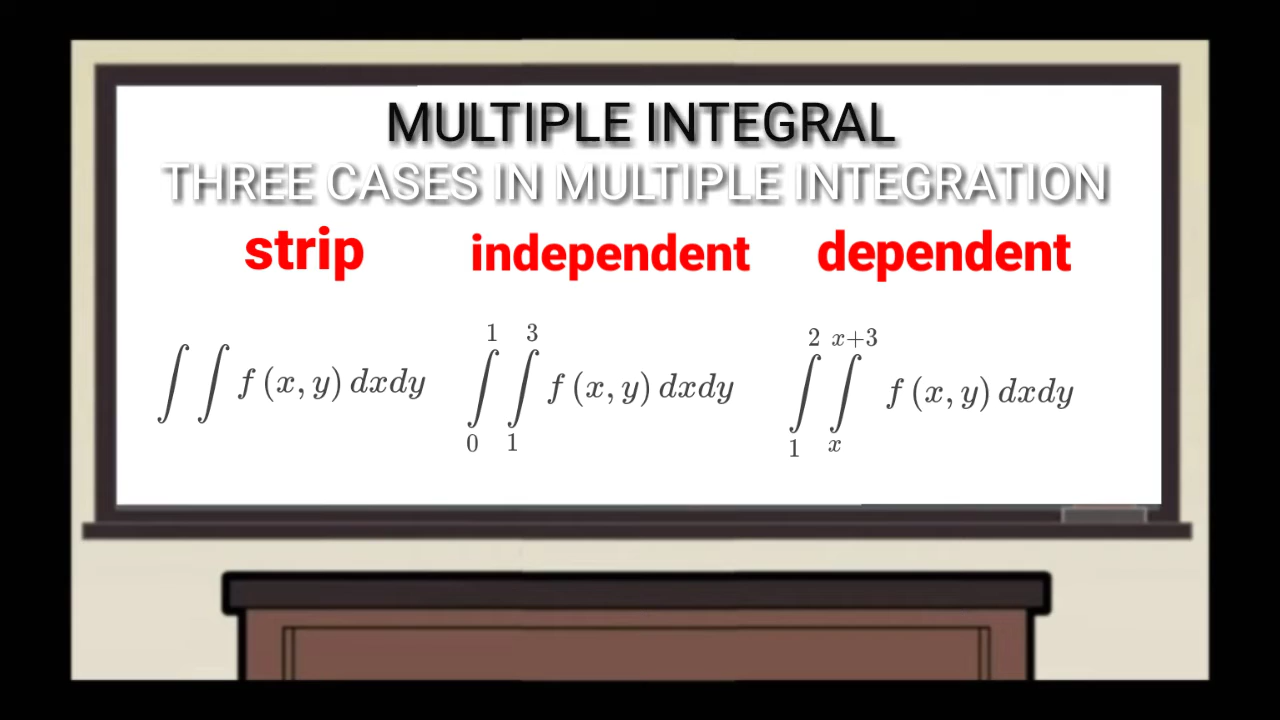 MULTIPLE INTEGRAL
THREE CASES IN MULTIPLE INTEGRATION
strip independent dependent
∫∫ f (x, y) dxdy ∫₀¹ ∫₁³ f (x, y) dxdy ∫₁² ∫ₓˣ⁺³ f (x, y) dxdy